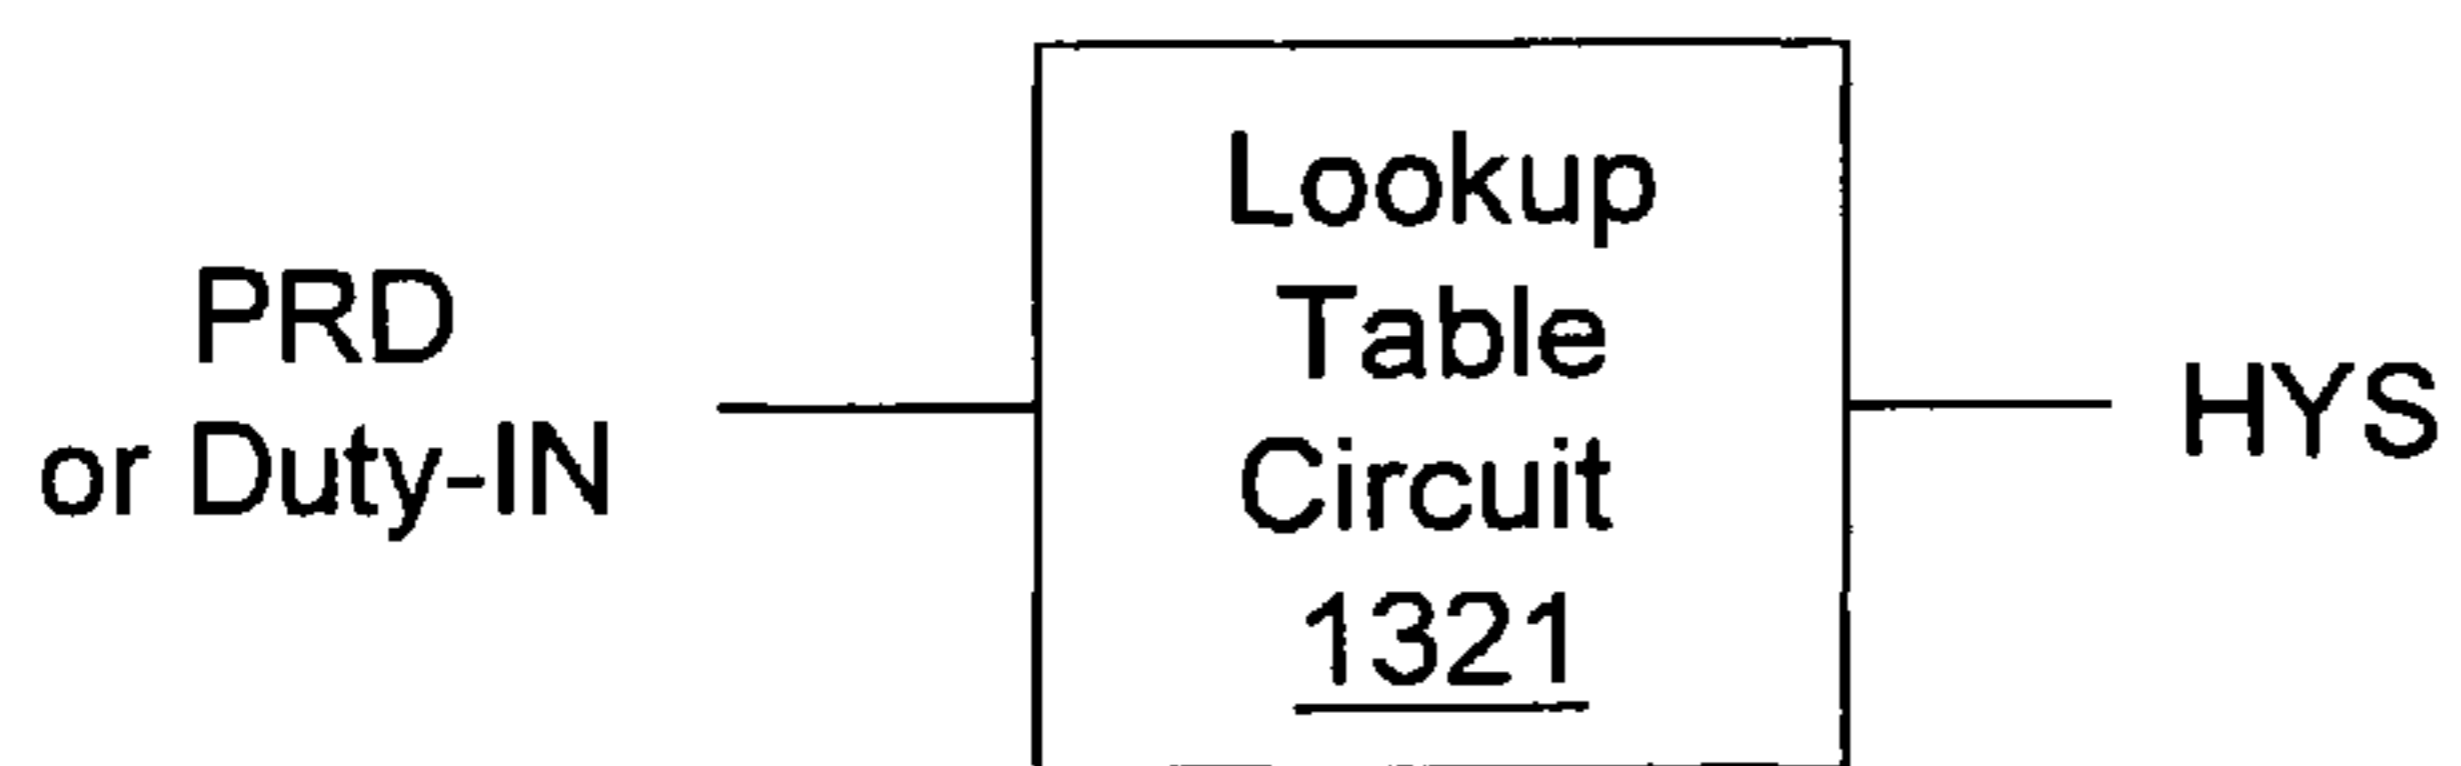 PRD
or Duty-IN
Lookup
Table
Circuit
1321
HYS